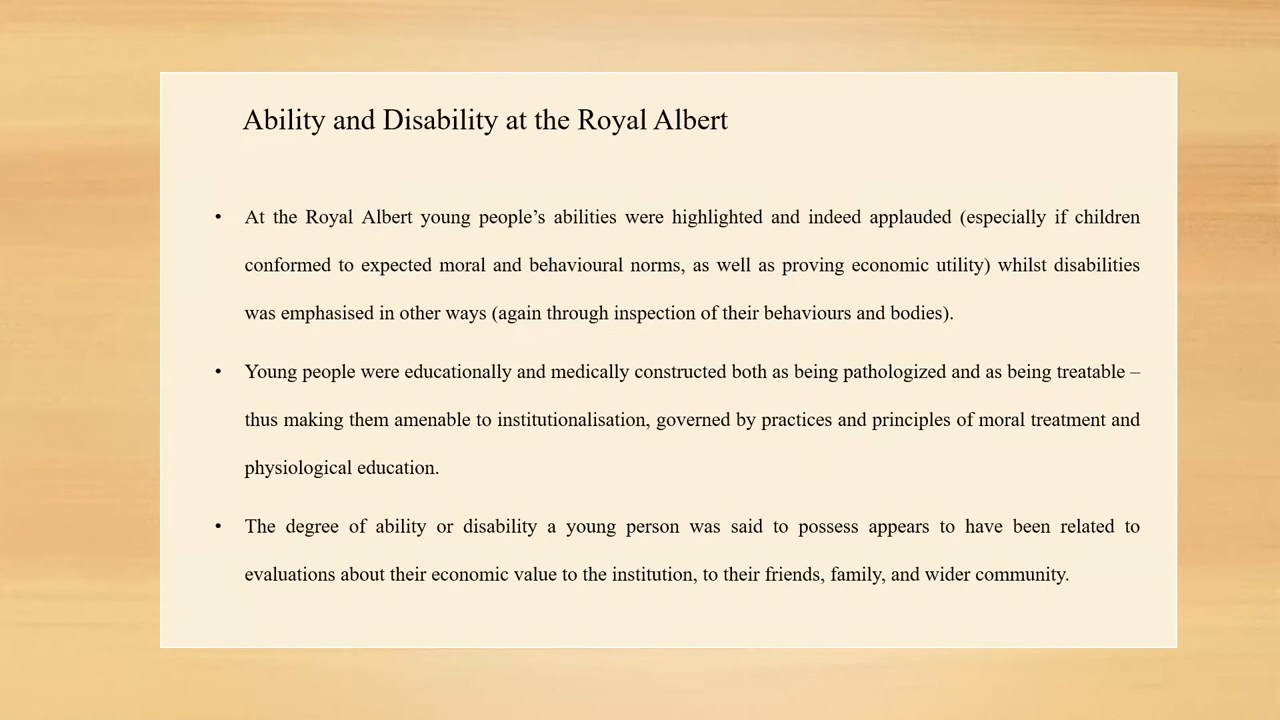 Ability and Disability at the Royal Albert
• At the Royal Albert young people’s abilities were highlighted and indeed applauded (especially if children
conformed to expected moral and behavioural norms, as well as proving economic utility) whilst disabilities
was emphasised in other ways (again through inspection of their behaviours and bodies).
• Young people were educationally and medically constructed both as being pathologized and as being treatable –
thus making them amenable to institutionalisation, governed by practices and principles of moral treatment and
physiological education.
• The degree of ability or disability a young person was said to possess appears to have been related to
evaluations about their economic value to the institution, to their friends, family, and wider community.